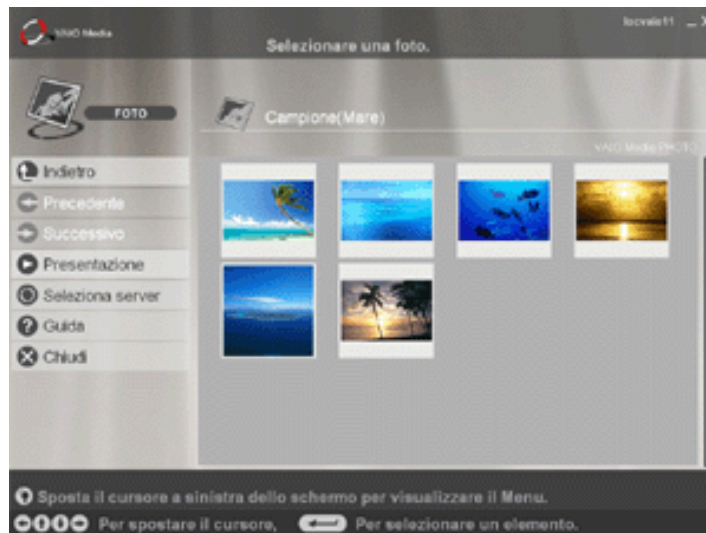 VAIO Media
locvaio11
Selezionare una foto.
FOTO
Campione(Mare)
VAIO Media PHOTO
Indietro
Precedente
Successivo
Presentazione
Seleziona server
Guida
Chiudi
Sposta il cursore a sinistra dello schermo per visualizzare il Menu.
Per spostare il cursore, Per selezionare un elemento.